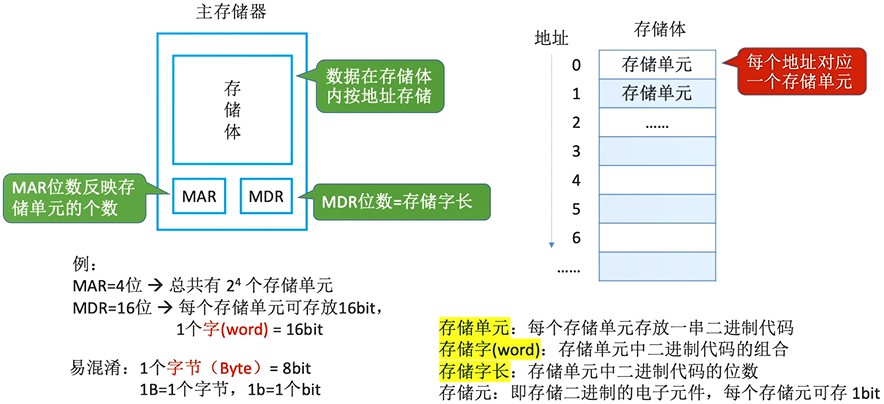 主存储器
存
储
体
数据在存储体
内按地址存储
MAR位数反映存
储单元的个数
MAR
MDR
MDR位数=存储字长
例：
MAR=4位 → 总共有 2⁴ 个存储单元
MDR=16位 → 每个存储单元可存放16bit，
1个字(word) = 16bit
易混淆：1个字节（Byte）= 8bit
1B=1个字节，1b=1个bit
存储体
地址
0
存储单元
1
存储单元
2
……
3
4
5
6
……
每个地址对应
一个存储单元
存储单元：每个存储单元存放一串二进制代码
存储字(word)：存储单元中二进制代码的组合
存储字长：存储单元中二进制代码的位数
存储元：即存储二进制的电子元件，每个存储元可存 1bit